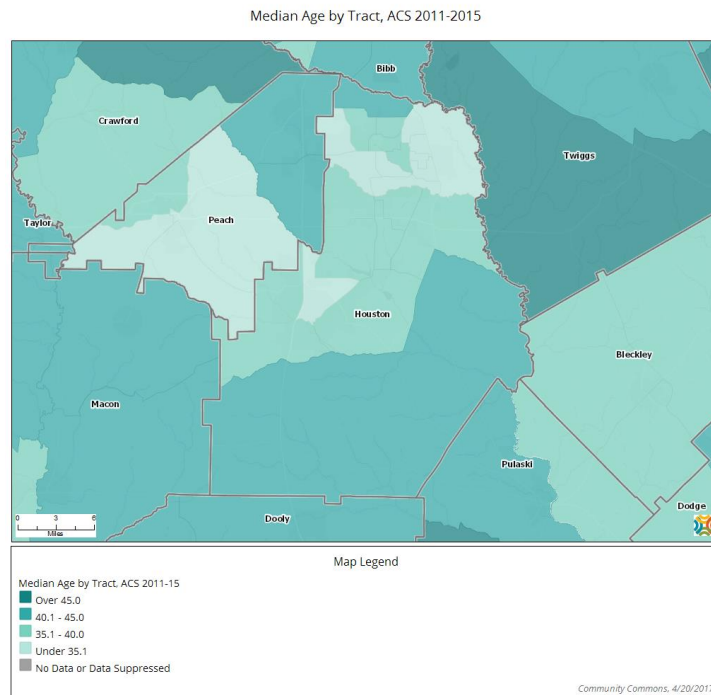 Median Age by Tract, ACS 2011-2015
Bibb
Crawford
Twiggs
Taylor
Peach
Houston
Bleckley
Macon
Pulaski
Dodge
Dooly
0 3 6
Miles
Map Legend
Median Age by Tract, ACS 2011-15
Over 45.0
40.1 - 45.0
35.1 - 40.0
Under 35.1
No Data or Data Suppressed
Community Commons, 4/20/2017